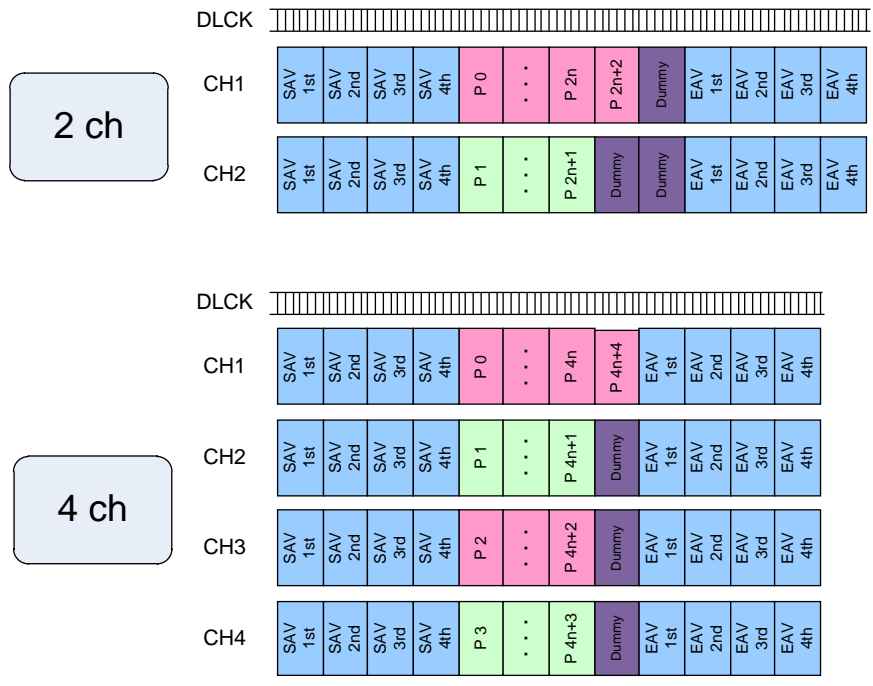 DLCK
2 ch
CH1
SAV 1st
SAV 2nd
SAV 3rd
SAV 4th
P 0
. . .
P 2n
P 2n+2
Dummy
EAV 1st
EAV 2nd
EAV 3rd
EAV 4th
CH2
SAV 1st
SAV 2nd
SAV 3rd
SAV 4th
P 1
. . .
P 2n+1
Dummy
Dummy
EAV 1st
EAV 2nd
EAV 3rd
EAV 4th
DLCK
4 ch
CH1
SAV 1st
SAV 2nd
SAV 3rd
SAV 4th
P 0
. . .
P 4n
P 4n+4
EAV 1st
EAV 2nd
EAV 3rd
EAV 4th
CH2
SAV 1st
SAV 2nd
SAV 3rd
SAV 4th
P 1
. . .
P 4n+1
Dummy
EAV 1st
EAV 2nd
EAV 3rd
EAV 4th
CH3
SAV 1st
SAV 2nd
SAV 3rd
SAV 4th
P 2
. . .
P 4n+2
Dummy
EAV 1st
EAV 2nd
EAV 3rd
EAV 4th
CH4
SAV 1st
SAV 2nd
SAV 3rd
SAV 4th
P 3
. . .
P 4n+3
Dummy
EAV 1st
EAV 2nd
EAV 3rd
EAV 4th